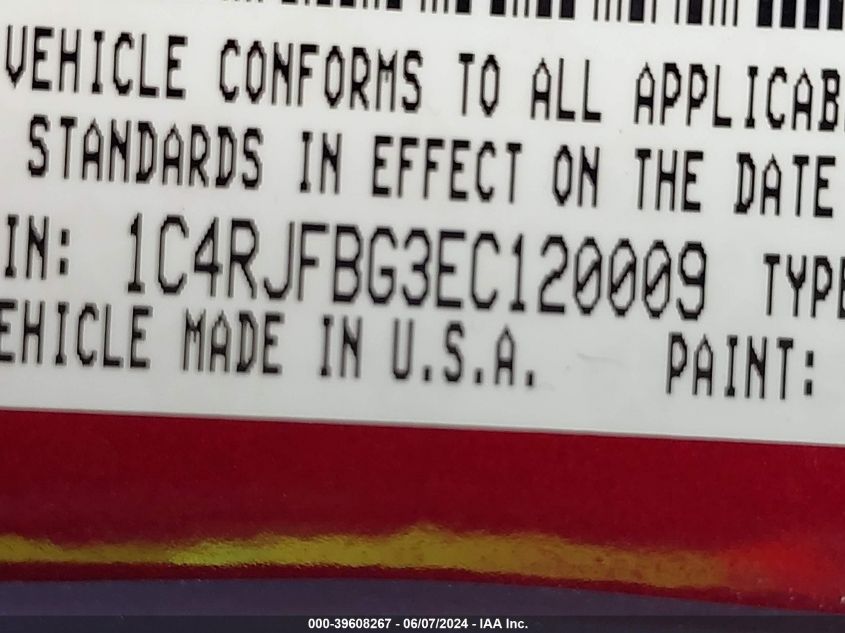 VEHICLE CONFORMS TO ALL APPLICAB
STANDARDS IN EFFECT ON THE DATE
IN: 1C4RJFBG3EC120009 TYPE
EHICLE MADE IN U.S.A. PAINT:
000-39608267 - 06/07/2024 - IAA Inc.